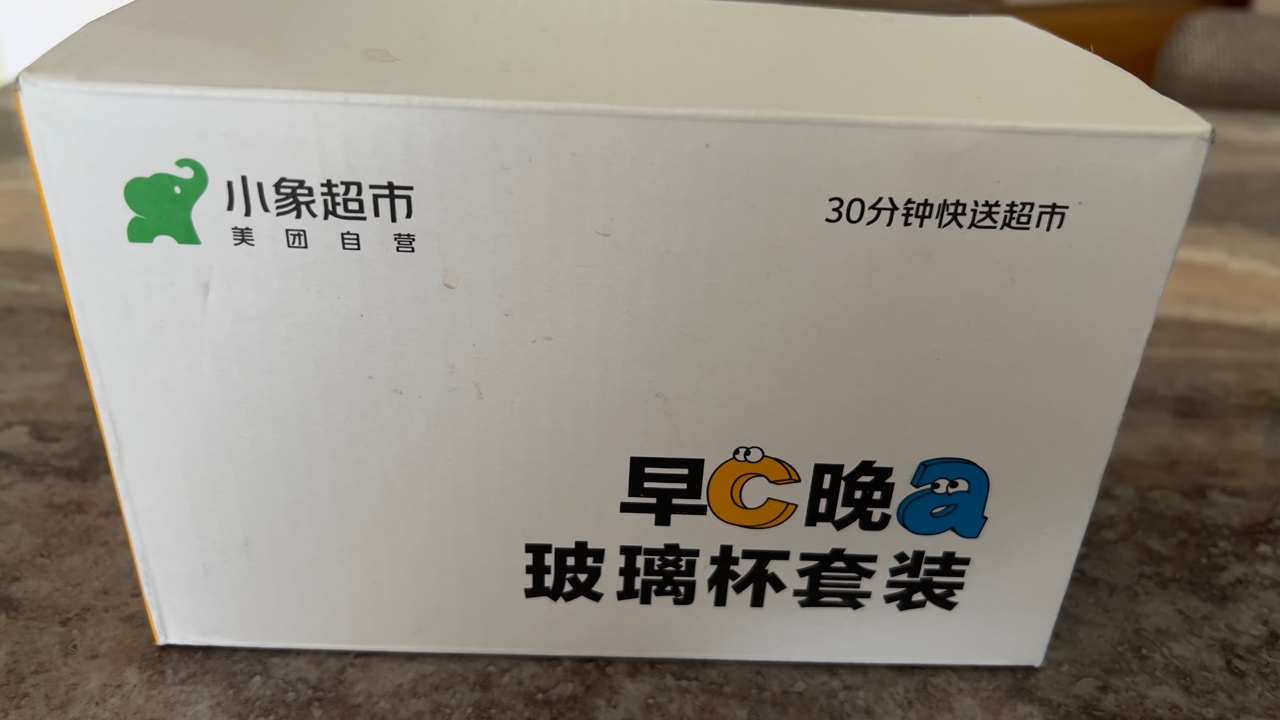 小象超市
美团自营
30分钟快送超市
早c晚a
玻璃杯套装